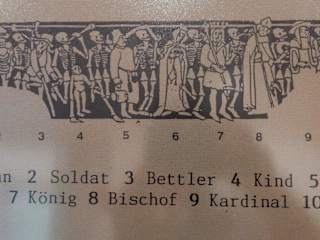 3 4 5 6 7 8 9
n 2 Soldat 3 Bettler 4 Kind 5
7 König 8 Bischof 9 Kardinal 10